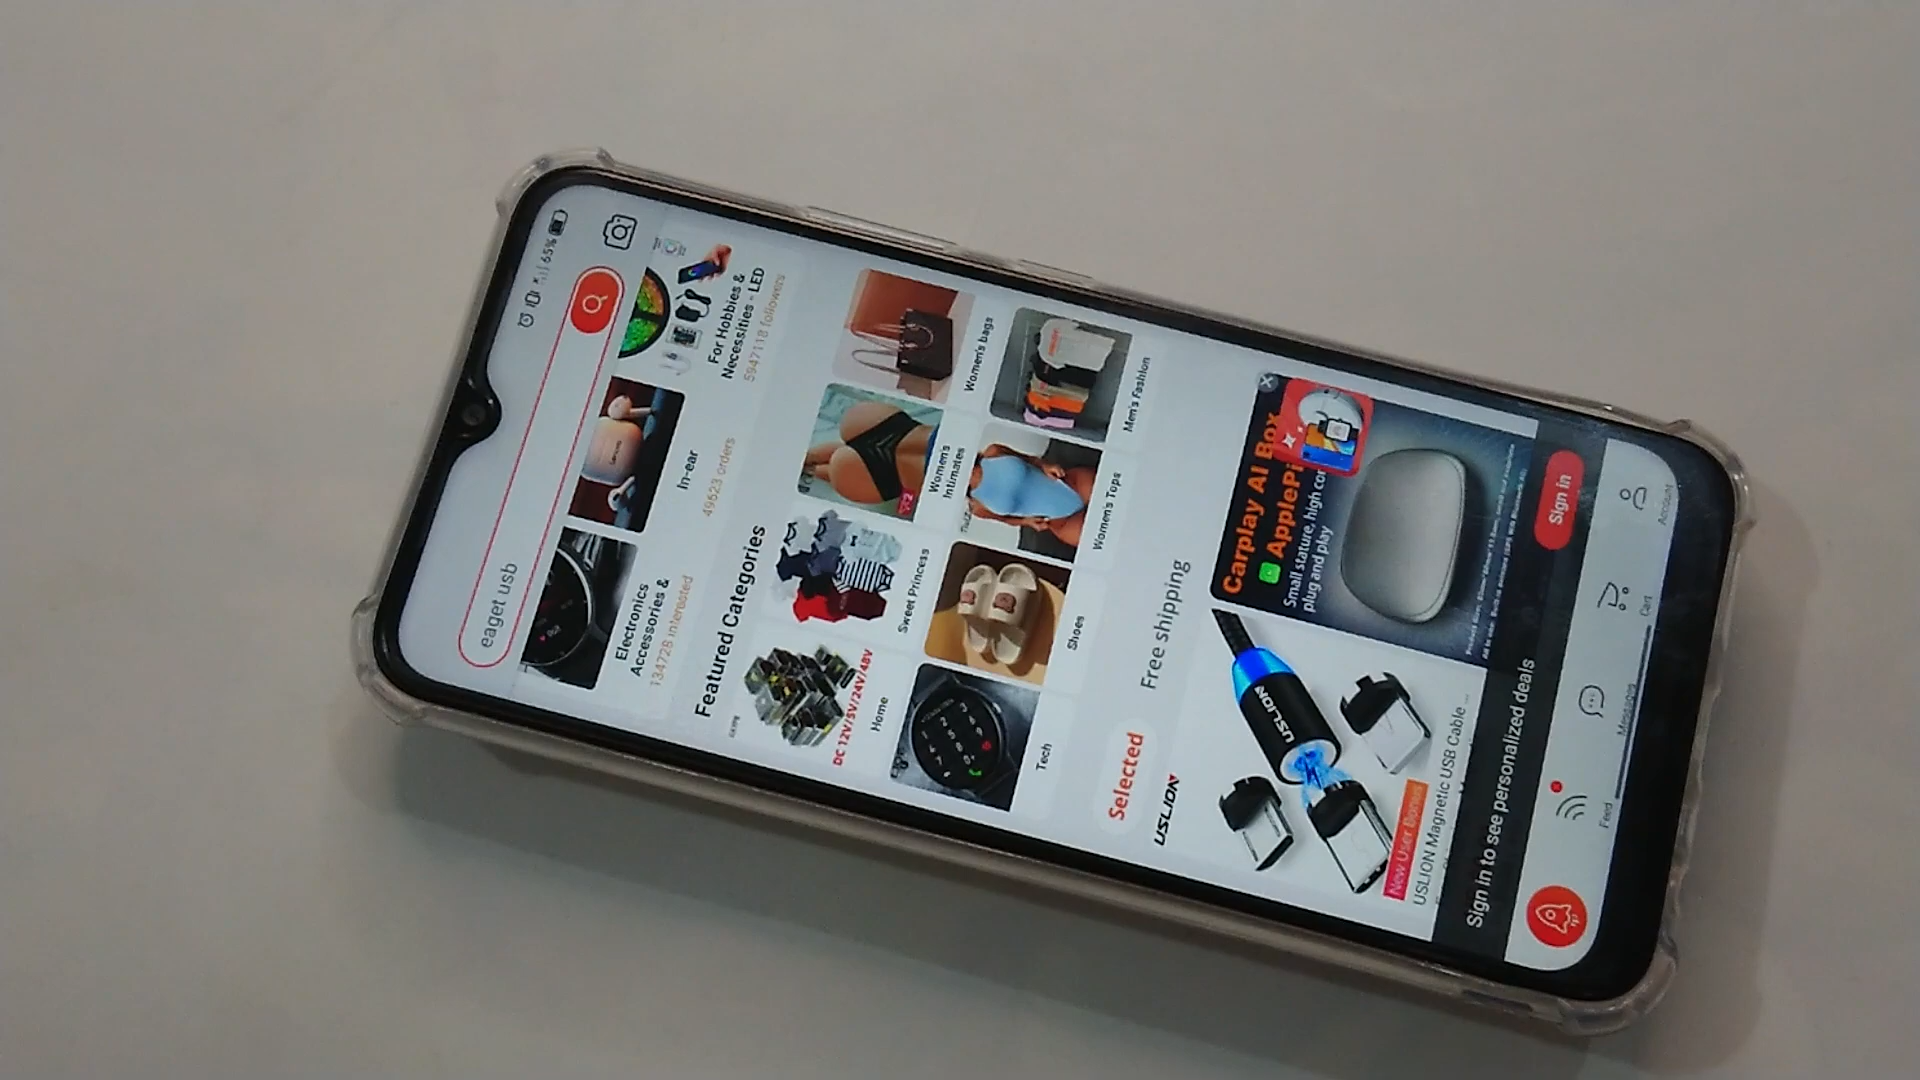 65%
eaget usb
Electronics
Accessories &
134728 interested
In-ear
49623 orders
For Hobbies &
Necessities - LED
5947118 followers
Featured Categories
DC 12V/5V/24V/48V
Home
Sweet Princess
Women's
Intimates
Women's bags
Tech
Shoes
Women's Tops
Men's Fashion
Selected
Free shipping
USLION
USLION
New User Bonus
USLION Magnetic USB Cable ...
Carplay AI Box
Small stature, high
plug and play
Sign in to see personalized deals
Sign in
Feed
Messages
Cart
Account